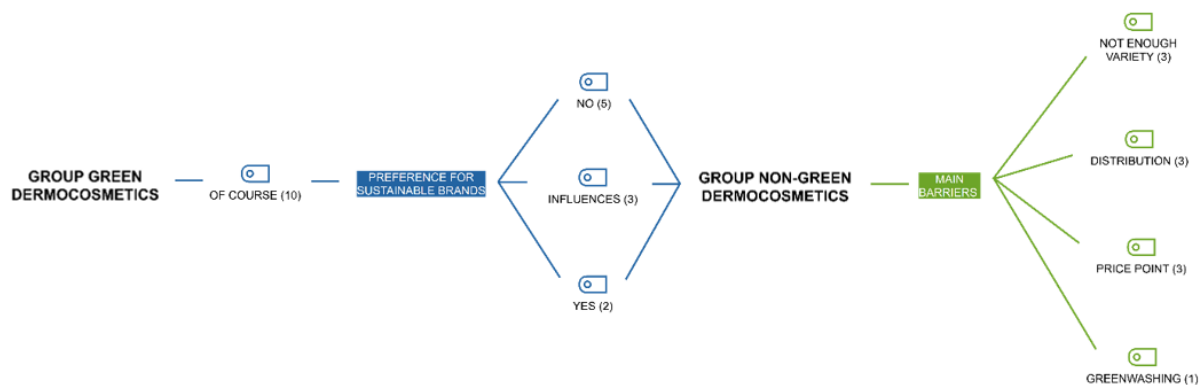 GROUP GREEN
DERMOCOSMETICS
OF COURSE (10)
PREFERENCE FOR
SUSTAINABLE BRANDS
NO (5)
INFLUENCES (3)
YES (2)
GROUP NON-GREEN
DERMOCOSMETICS
MAIN
BARRIERS
NOT ENOUGH
VARIETY (3)
DISTRIBUTION (3)
PRICE POINT (3)
GREENWASHING (1)